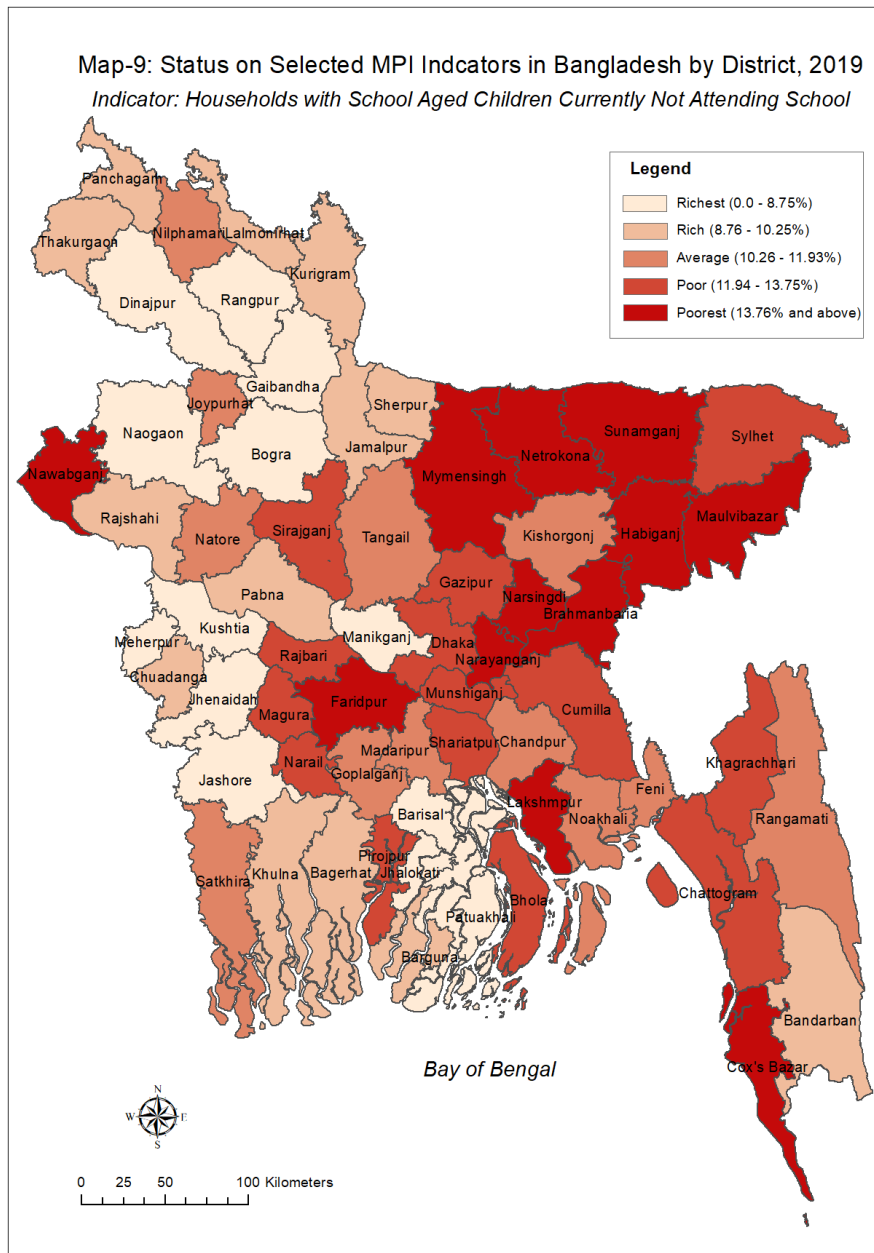 Map-9: Status on Selected MPI Indcators in Bangladesh by District, 2019
Indicator: Households with School Aged Children Currently Not Attending School
Legend
Richest (0.0 - 8.75%)
Rich (8.76 - 10.25%)
Average (10.26 - 11.93%)
Poor (11.94 - 13.75%)
Poorest (13.76% and above)
Panchagam
Thakurgaon
Nilphamari
Lalmonirhat
Kurigram
Dinajpur
Rangpur
Gaibandha
Joypurhat
Sherpur
Naogaon
Bogra
Jamalpur
Mymensingh
Netrokona
Sunamganj
Sylhet
Nawabganj
Rajshahi
Natore
Sirajganj
Tangail
Kishorgonj
Habiganj
Maulvibazar
Pabna
Gazipur
Narsingdi
Brahmanbaria
Kushtia
Meherpur
Manikganj
Dhaka
Narayanganj
Chuadanga
Rajbari
Jhenaidah
Magura
Faridpur
Munshiganj
Cumilla
Shariatpur
Chandpur
Madaripur
Narail
Goplalganj
Jashore
Khagrachhari
Feni
Lakshmpur
Noakhali
Rangamati
Barisal
Satkhira
Khulna
Bagerhat
Pirojpur
Jhalokati
Bhola
Chattogram
Patuakhali
Barguna
Bandarban
Cox's Bazar
Bay of Bengal
N
W
E
S
0 25 50 100 Kilometers